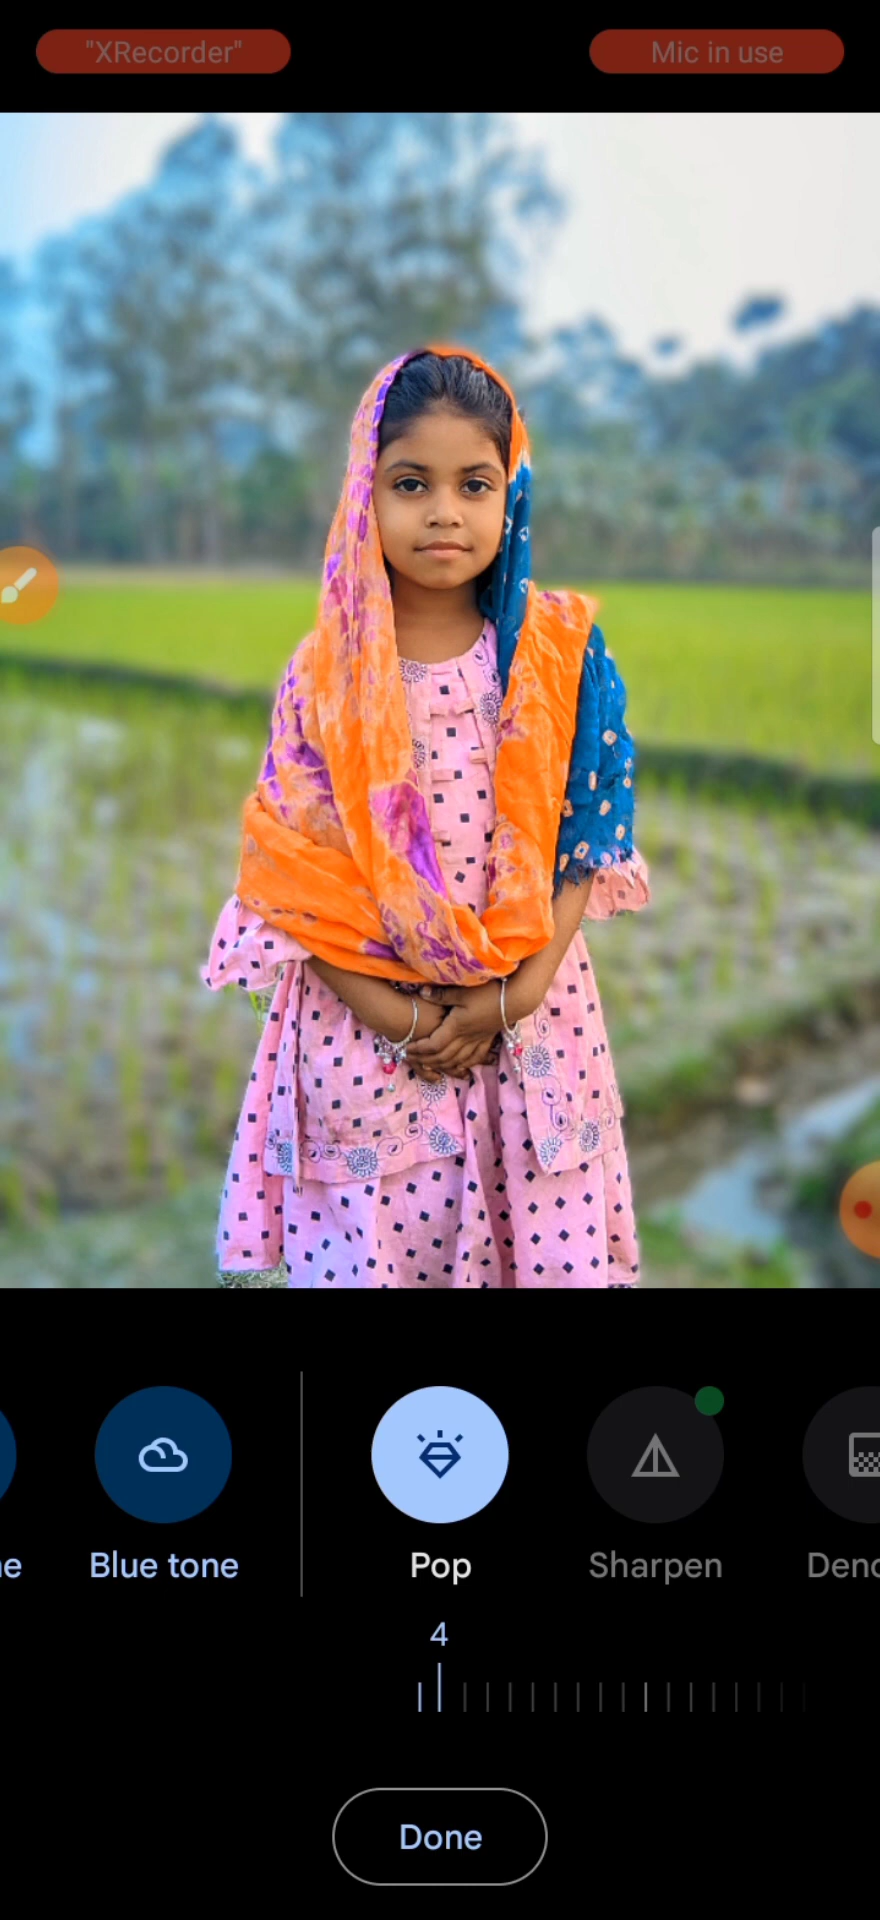 "XRecorder"
Mic in use
Blue tone
Pop
Sharpen
4
Done